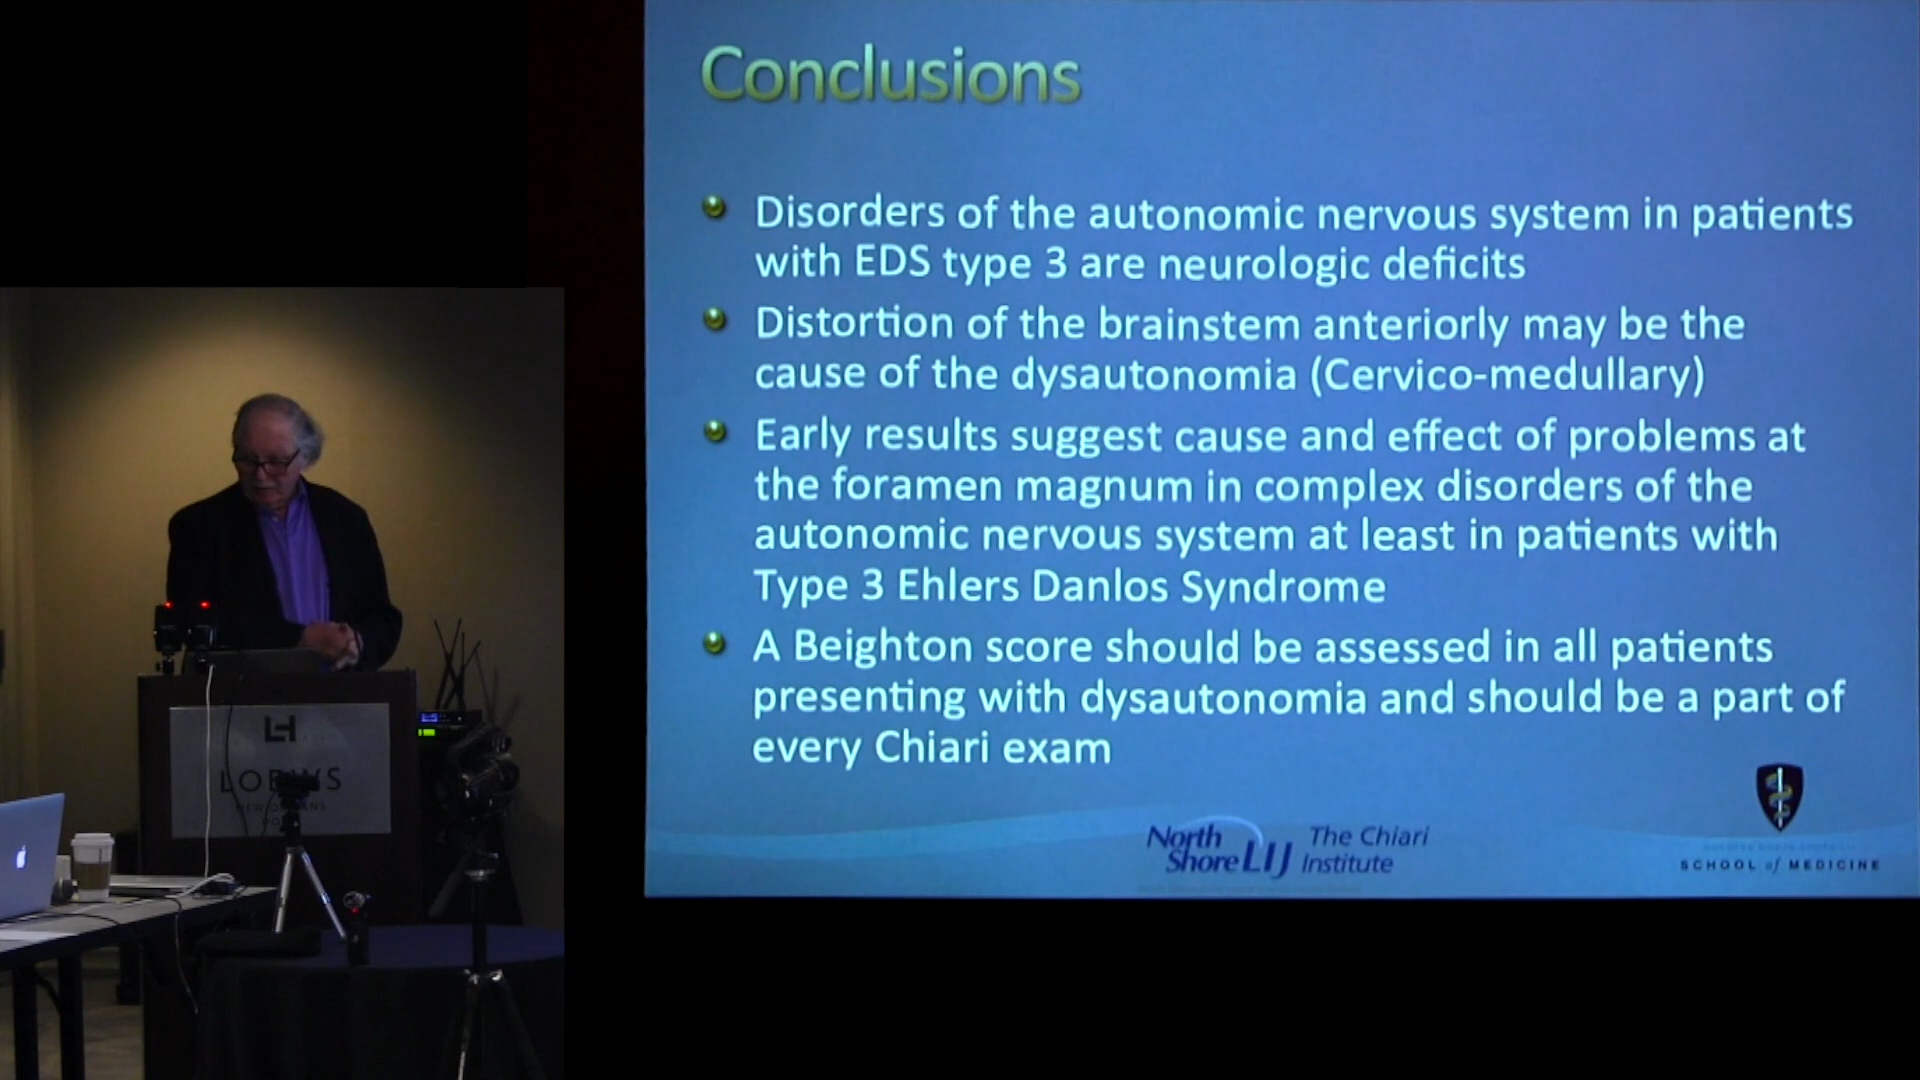 Conclusions
Disorders of the autonomic nervous system in patients
with EDS type 3 are neurologic deficits
Distortion of the brainstem anteriorly may be the
cause of the dysautonomia (Cervico-medullary)
Early results suggest cause and effect of problems at
the foramen magnum in complex disorders of the
autonomic nervous system at least in patients with
Type 3 Ehlers Danlos Syndrome
A Beighton score should be assessed in all patients
presenting with dysautonomia and should be a part of
every Chiari exam
North
Shore LIJ
The Chiari
Institute
SCHOOL of MEDICINE
LH
LOEWS